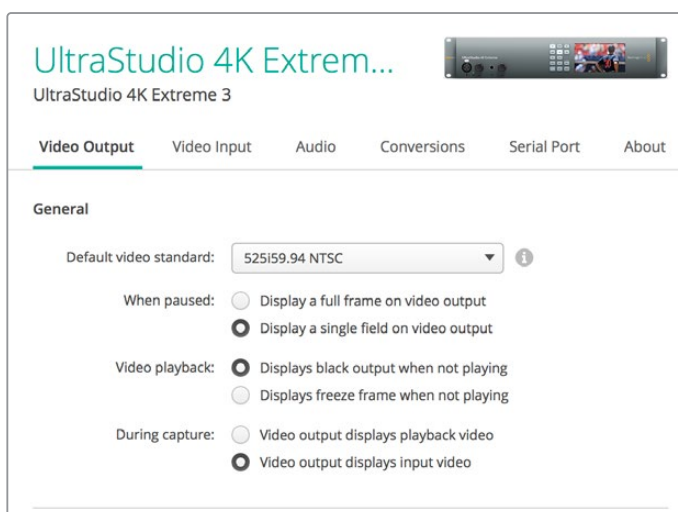 UltraStudio 4K Extrem...
UltraStudio 4K Extreme 3
Video Output Video Input Audio Conversions Serial Port About
General
Default video standard: 525i59.94 NTSC
When paused: Display a full frame on video output
Display a single field on video output
Video playback: Displays black output when not playing
Displays freeze frame when not playing
During capture: Video output displays playback video
Video output displays input video